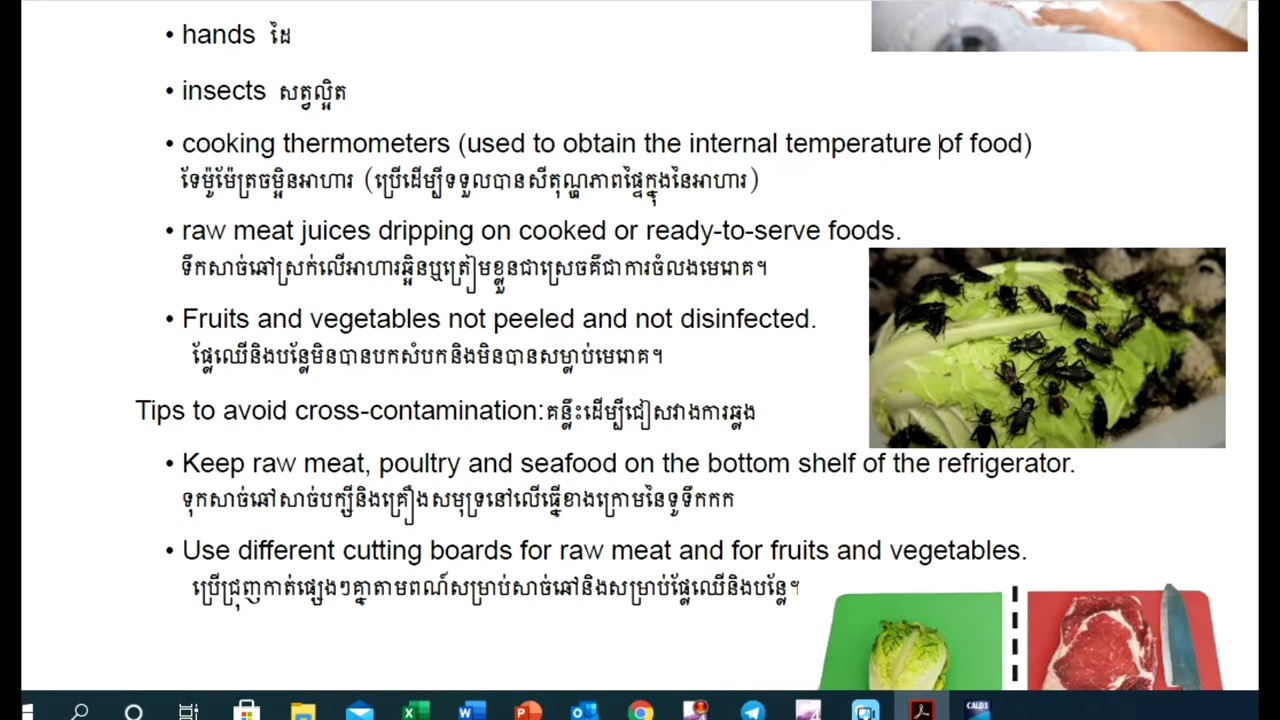 • hands ដៃ
• insects សត្វល្អិត
• cooking thermometers (used to obtain the internal temperature of food)
ទែម៉ូម៉ែត្រចម្អិនអាហារ (ប្រើដើម្បីទទួលបានសីតុណ្ហភាពផ្ទៃក្នុងនៃអាហារ)
• raw meat juices dripping on cooked or ready-to-serve foods.
ទឹកសាច់ឆៅស្រក់លើអាហារឆ្អិនឬត្រៀមខ្លួនជាស្រេចគឺជាការចំលងមេរោគ។
• Fruits and vegetables not peeled and not disinfected.
ផ្លែឈើនិងបន្លែមិនបានបកសំបកនិងមិនបានសម្លាប់មេរោគ។
Tips to avoid cross-contamination:គន្លឹះដើម្បីជៀសវាងការឆ្លង
• Keep raw meat, poultry and seafood on the bottom shelf of the refrigerator.
ទុកសាច់ឆៅសាច់បក្សីនិងគ្រឿងសមុទ្រនៅលើធ្នើខាងក្រោមនៃទូទឹកកក
• Use different cutting boards for raw meat and for fruits and vegetables.
ប្រើជ្រុញកាត់ផ្សេងៗគ្នាតាមពណ៍សម្រាប់សាច់ឆៅនិងសម្រាប់ផ្លែឈើនិងបន្លែ។
CALD3